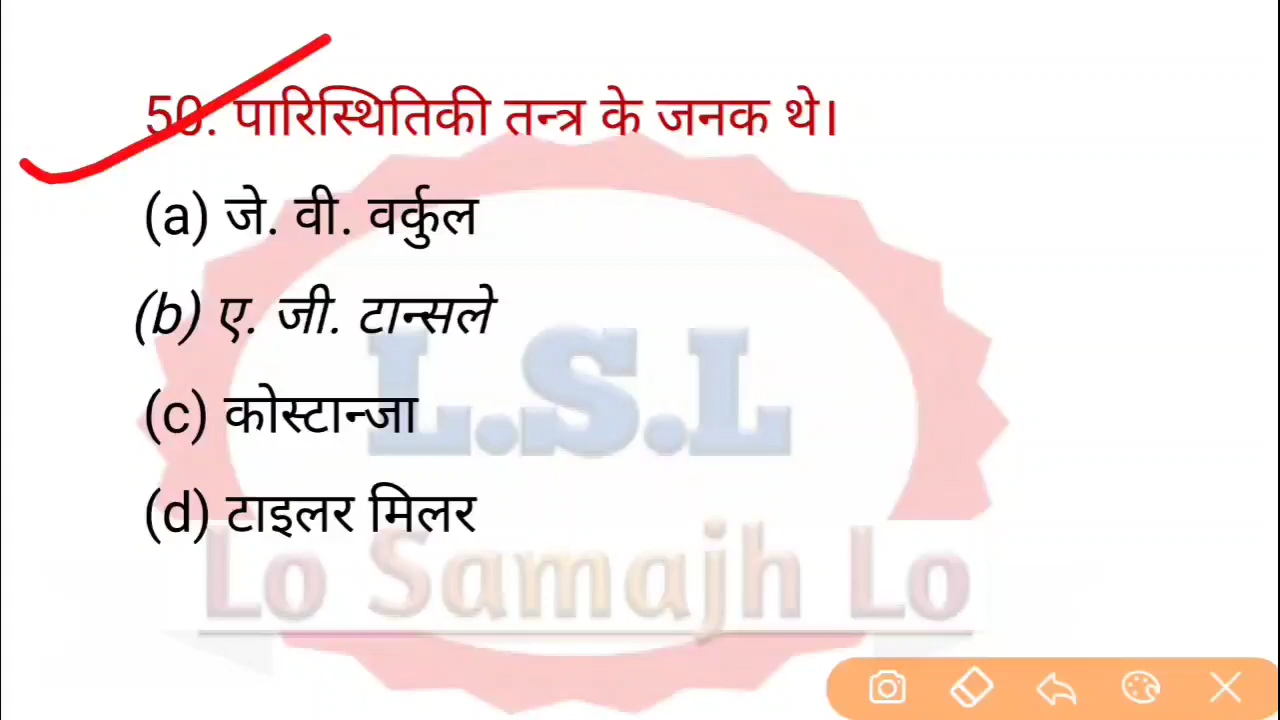 50. पारिस्थितिकी तन्त्र के जनक थे।
(a) जे. वी. वर्कुल
(b) ए. जी. टान्सले
(c) कोस्टान्जा
(d) टाइलर मिलर
L.S.L
Lo Samajh Lo